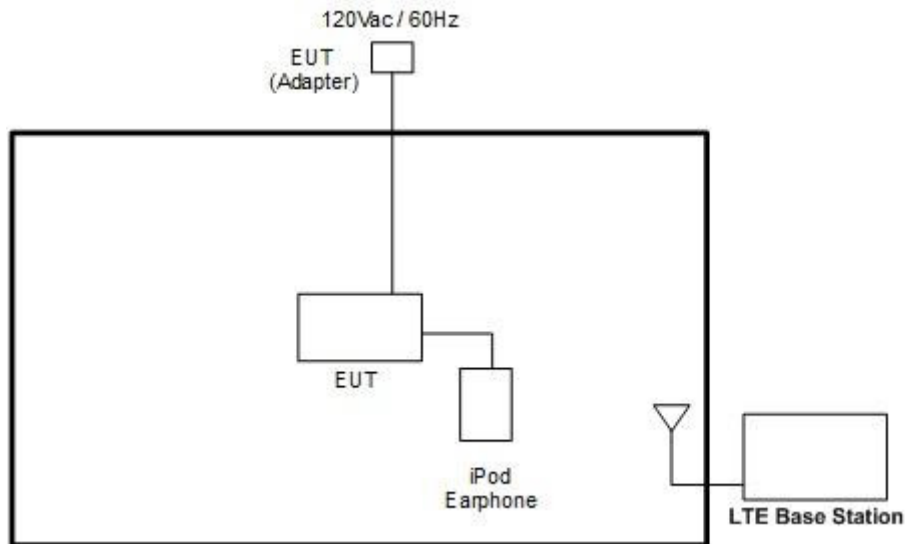 120Vac / 60Hz
EUT
(Adapter)
EUT
iPod
Earphone
LTE Base Station